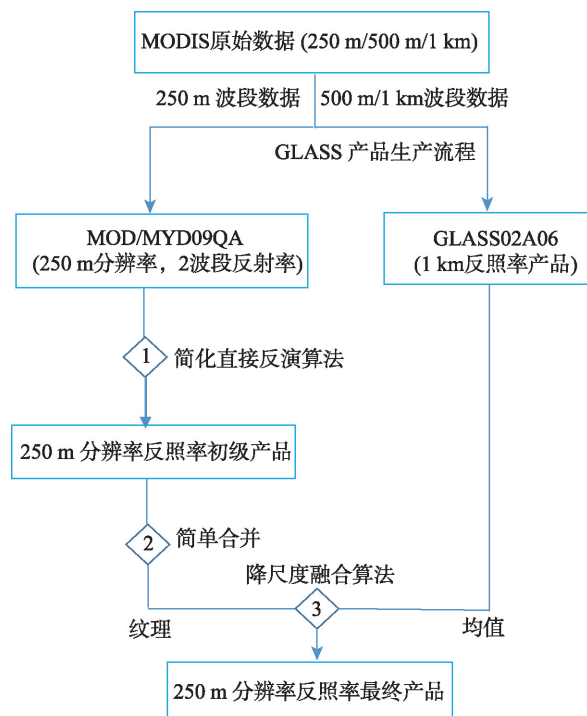 MODIS原始数据 (250 m/500 m/1 km)
250 m 波段数据
500 m/1 km波段数据
GLASS 产品生产流程
MOD/MYD09QA
(250 m分辨率，2波段反射率)
GLASS02A06
(1 km反照率产品)
1
简化直接反演算法
250 m 分辨率反照率初级产品
2
简单合并
降尺度融合算法
3
纹理
均值
250 m 分辨率反照率最终产品